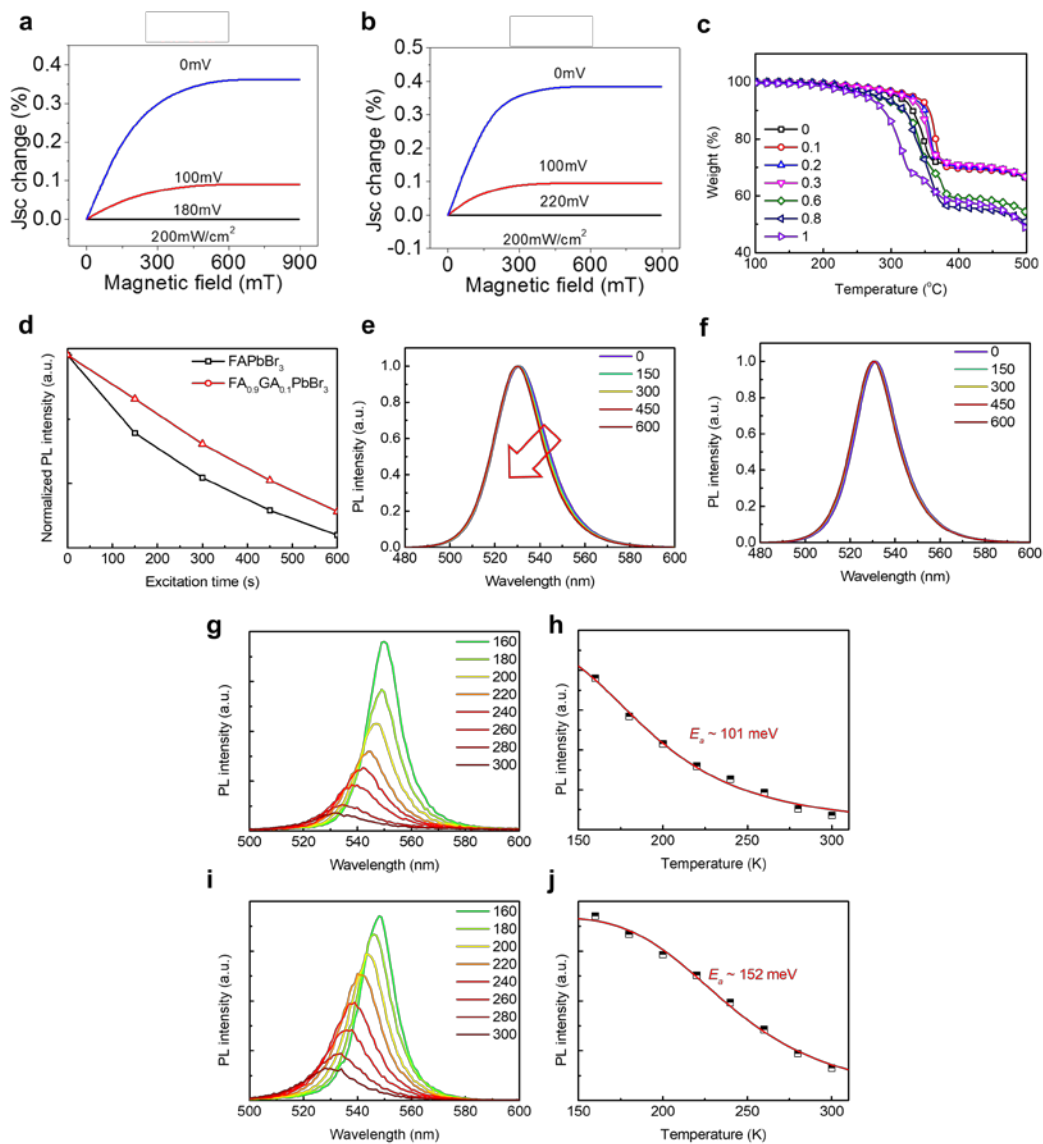 a
Jsc change (%)
0.4
0.3
0.2
0.1
0.0
0mV
100mV
180mV
200mW/cm²
0 300 600 900
Magnetic field (mT)
b
Jsc change (%)
0.5
0.4
0.3
0.2
0.1
0.0
-0.1
0mV
100mV
220mV
200mW/cm²
0 300 600 900
Magnetic field (mT)
c
Weight (%)
100
80
60
40
0
0.1
0.2
0.3
0.6
0.8
1
100 200 300 400 500
Temperature (°C)
d
Normalized PL intensity (a.u.)
FAPbBr₃
FA₀.₉GA₀.₁PbBr₃
0 100 200 300 400 500 600
Excitation time (s)
e
PL intensity (a.u.)
1.0
0.8
0.6
0.4
0.2
0.0
0
150
300
450
600
480 500 520 540 560 580 600
Wavelength (nm)
f
PL intensity (a.u.)
1.0
0.8
0.6
0.4
0.2
0.0
0
150
300
450
600
480 500 520 540 560 580 600
Wavelength (nm)
g
PL intensity (a.u.)
160
180
200
220
240
260
280
300
500 520 540 560 580 600
Wavelength (nm)
h
PL intensity (a.u.)
Eₐ ~ 101 meV
150 200 250 300
Temperature (K)
i
PL intensity (a.u.)
160
180
200
220
240
260
280
300
500 520 540 560 580 600
Wavelength (nm)
j
PL intensity (a.u.)
Eₐ ~ 152 meV
150 200 250 300
Temperature (K)